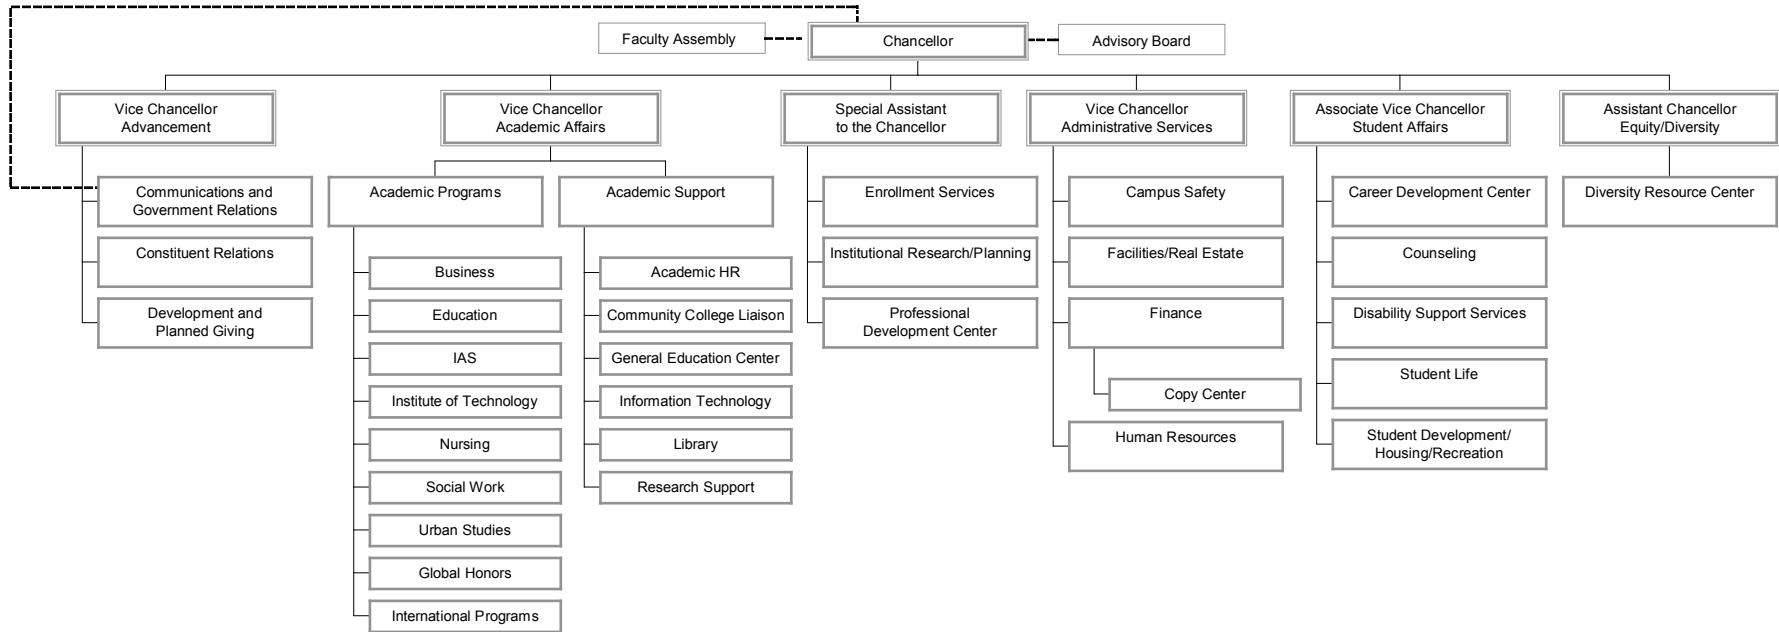 Faculty Assembly
Chancellor
Advisory Board
Vice Chancellor
Advancement
Vice Chancellor
Academic Affairs
Special Assistant
to the Chancellor
Vice Chancellor
Administrative Services
Associate Vice Chancellor
Student Affairs
Assistant Chancellor
Equity/Diversity
Communications and
Government Relations
Constituent Relations
Development and
Planned Giving
Academic Programs
Business
Education
IAS
Institute of Technology
Nursing
Social Work
Urban Studies
Global Honors
International Programs
Academic Support
Academic HR
Community College Liaison
General Education Center
Information Technology
Library
Research Support
Enrollment Services
Institutional Research/Planning
Professional
Development Center
Campus Safety
Facilities/Real Estate
Finance
Copy Center
Human Resources
Career Development Center
Counseling
Disability Support Services
Student Life
Student Development/
Housing/Recreation
Diversity Resource Center